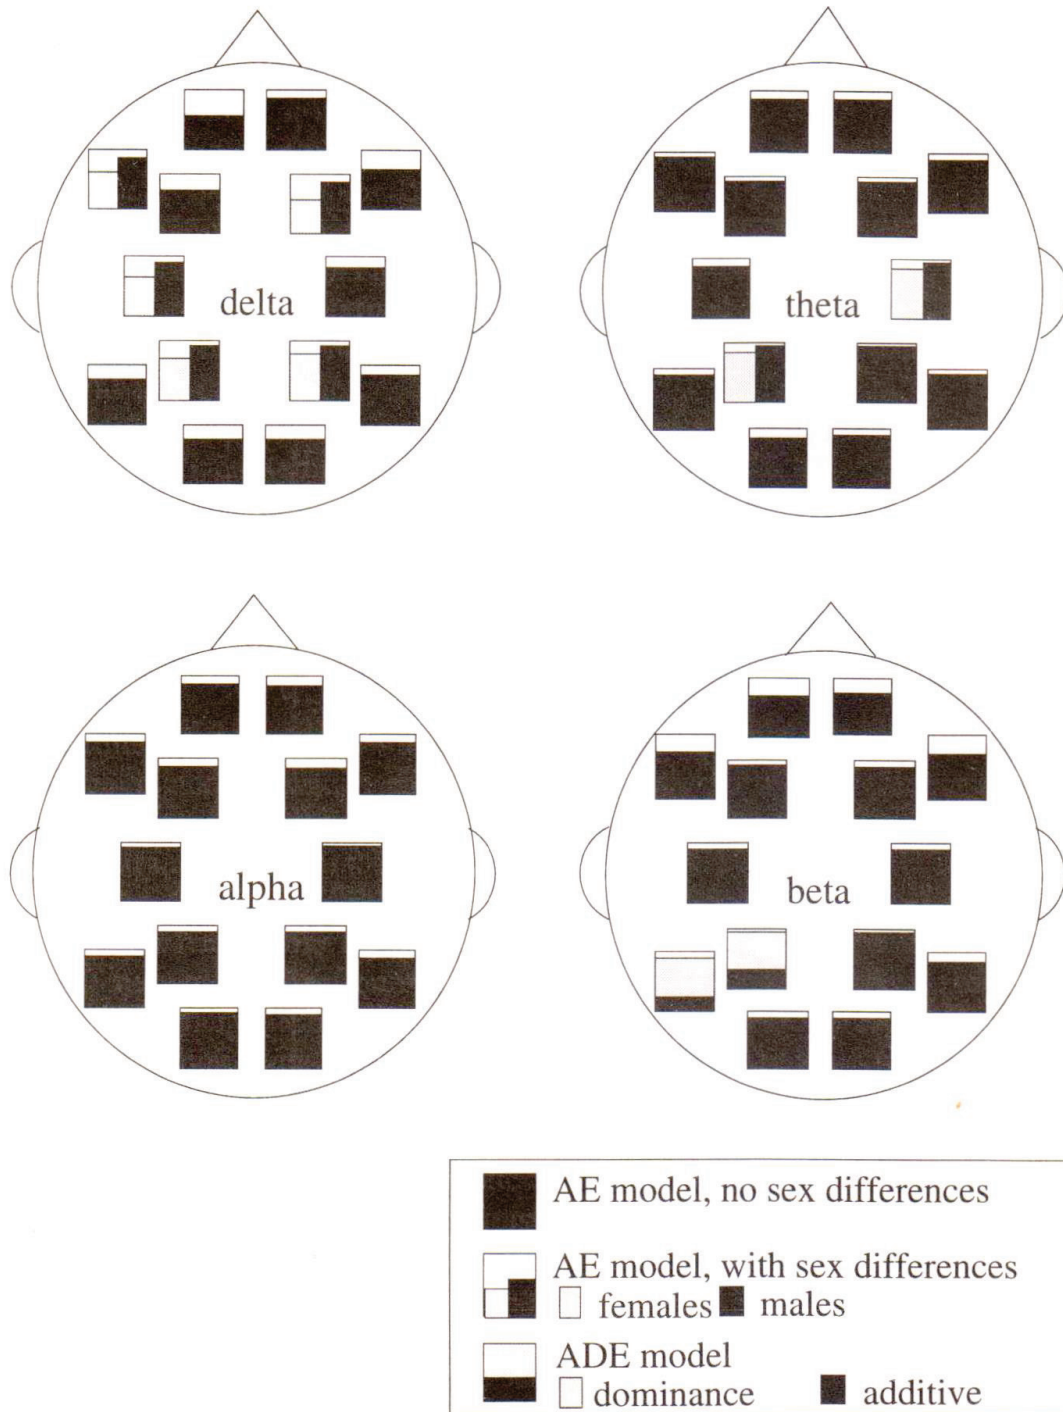 delta
theta
alpha
beta
AE model, no sex differences
AE model, with sex differences
females males
ADE model
dominance additive